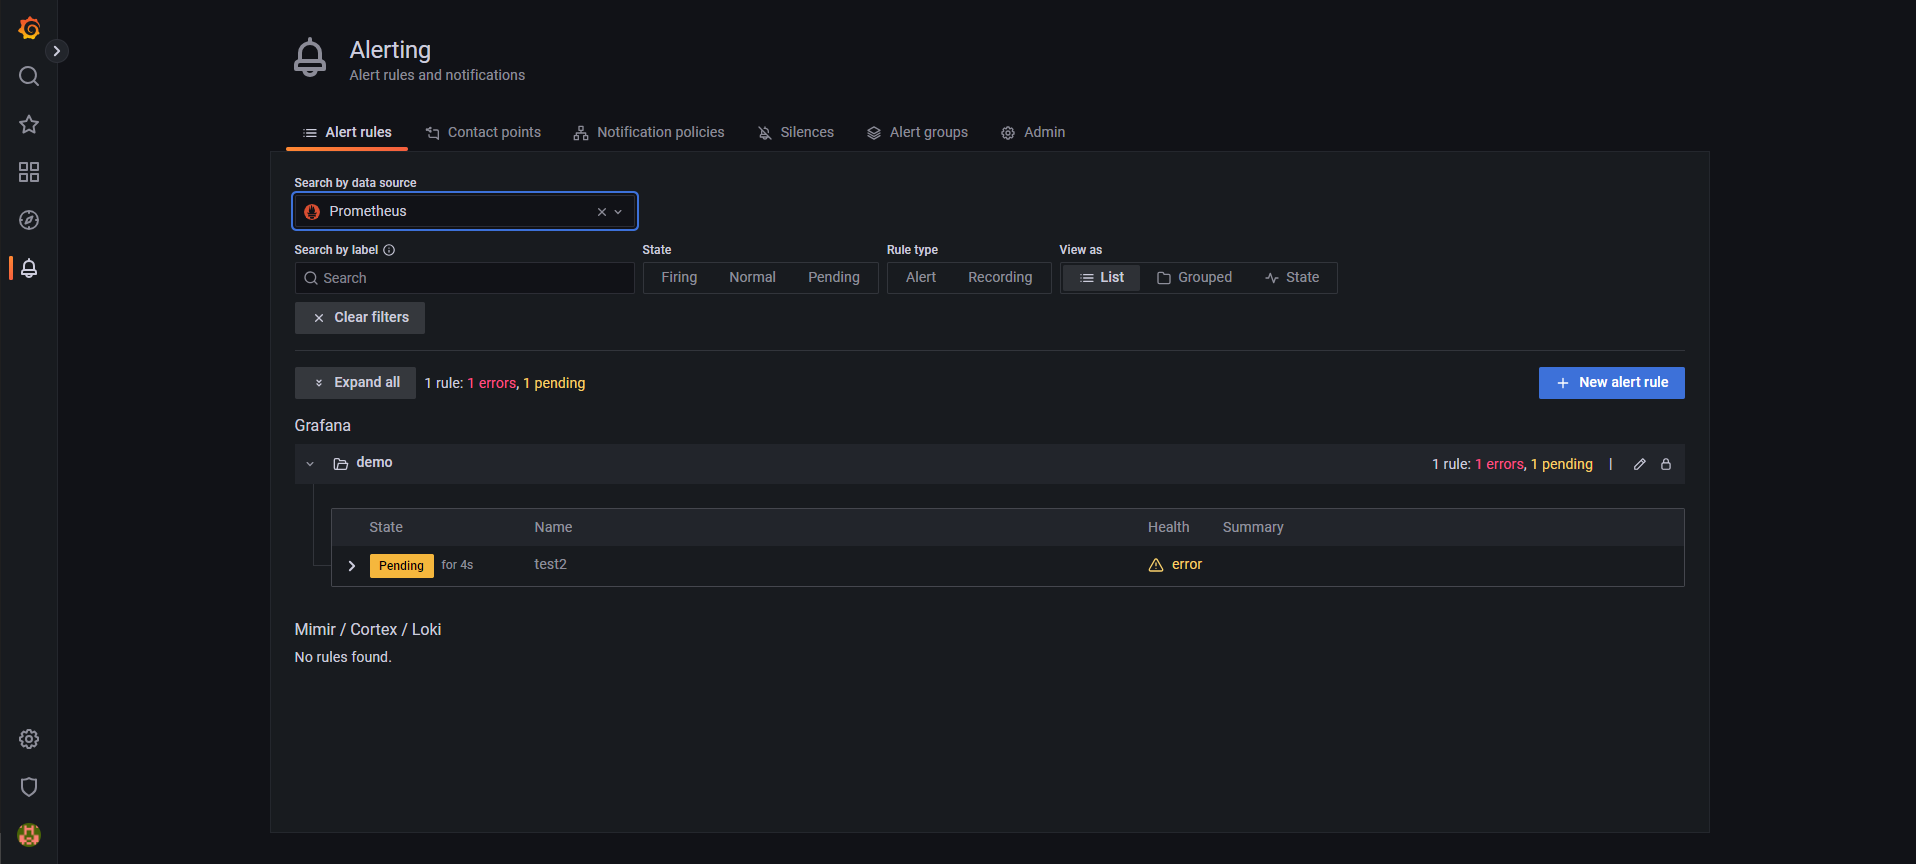 Alerting
Alert rules and notifications
Alert rules Contact points Notification policies Silences Alert groups Admin
Search by data source
Prometheus
Search by label State Rule type View as
Search Firing Normal Pending Alert Recording List Grouped State
Clear filters
Expand all 1 rule: 1 errors, 1 pending New alert rule
Grafana
demo 1 rule: 1 errors, 1 pending |
State Name Health Summary
Pending for 4s test2 error
Mimir / Cortex / Loki
No rules found.